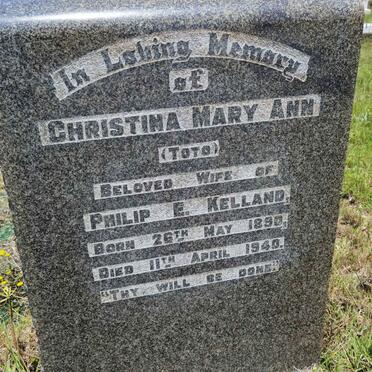 In Loving Memory
of
CHRISTINA MARY ANN
(TOTO)
BELOVED WIFE OF
PHILIP E. KELLAND.
BORN 26TH MAY 1890.
DIED 11TH APRIL 1940.
"THY WILL BE DONE"